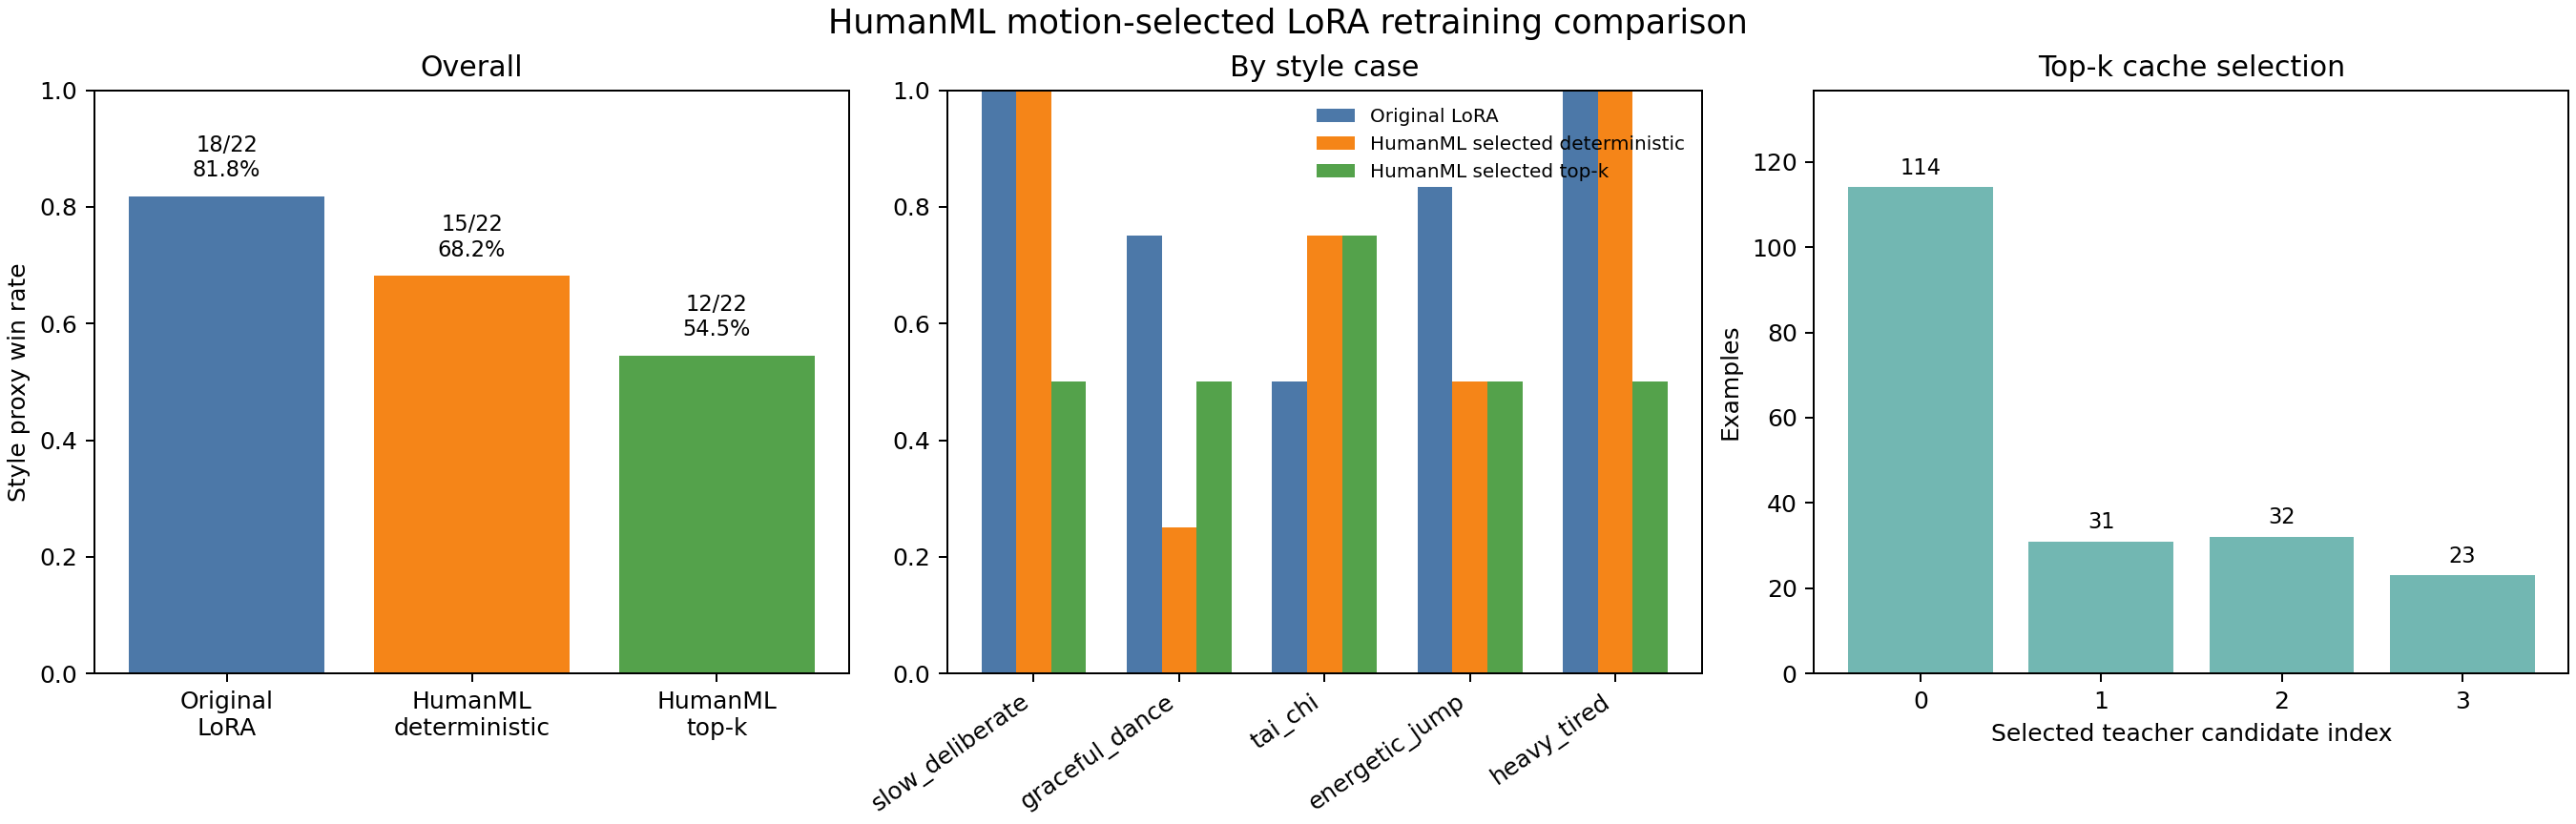 HumanML motion-selected LoRA retraining comparison
Overall
Style proxy win rate
1.0
0.8
0.6
0.4
0.2
0.0
18/22
81.8%
15/22
68.2%
12/22
54.5%
Original
LoRA
HumanML
deterministic
HumanML
top-k
By style case
1.0
0.8
0.6
0.4
0.2
0.0
Original LoRA
HumanML selected deterministic
HumanML selected top-k
slow_deliberate
graceful_dance
tai_chi
energetic_jump
heavy_tired
Top-k cache selection
Examples
120
100
80
60
40
20
0
114
31
32
23
0
1
2
3
Selected teacher candidate index